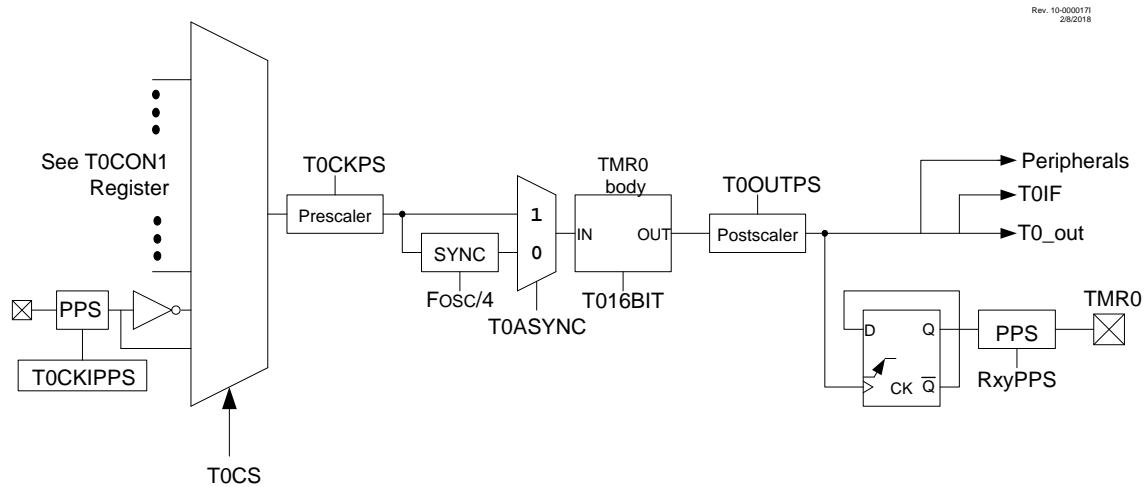 Rev. 10-000017I
2/8/2018
See T0CON1
Register
T0CKPS
Prescaler
SYNC
FOSC/4
1
0
T0ASYNC
TMR0
body
IN
OUT
T016BIT
T0OUTPS
Postscaler
Peripherals
T0IF
T0_out
PPS
T0CKIPPS
T0CS
D
Q
CK
Q
PPS
RxyPPS
TMR0